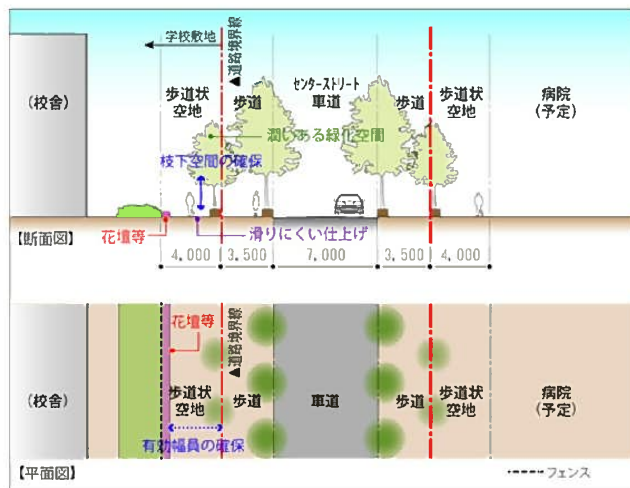 学校敷地
▲道路境界線
(校舎)
歩道状
空地
歩道
センターストリート
車道
歩道
歩道状
空地
病院
(予定)
潤いある緑化空間
枝下空間の確保
【断面図】
花壇等
滑りにくい仕上げ
4,000
3,500
7,000
3,500
4,000
花壇等
▲道路境界線
(校舎)
歩道状
空地
歩道
車道
歩道
歩道状
空地
病院
(予定)
有効幅員の確保
【平面図】
フェンス